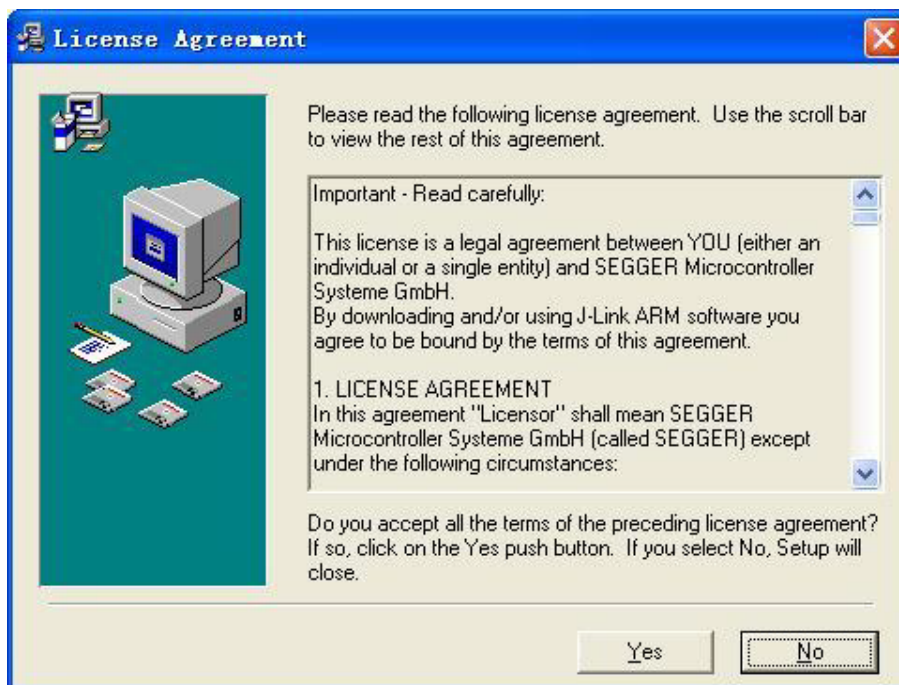 License Agreement
Please read the following license agreement.  Use the scroll bar
to view the rest of this agreement.
Important - Read carefully:
This license is a legal agreement between YOU (either an
individual or a single entity) and SEGGER Microcontroller
Systeme GmbH.
By downloading and/or using J-Link ARM software you
agree to be bound by the terms of this agreement.
1. LICENSE AGREEMENT
In this agreement "Licensor" shall mean SEGGER
Microcontroller Systeme GmbH (called SEGGER) except
under the following circumstances:
Do you accept all the terms of the preceding license agreement?
If so, click on the Yes push button.  If you select No, Setup will
close.
Yes
No